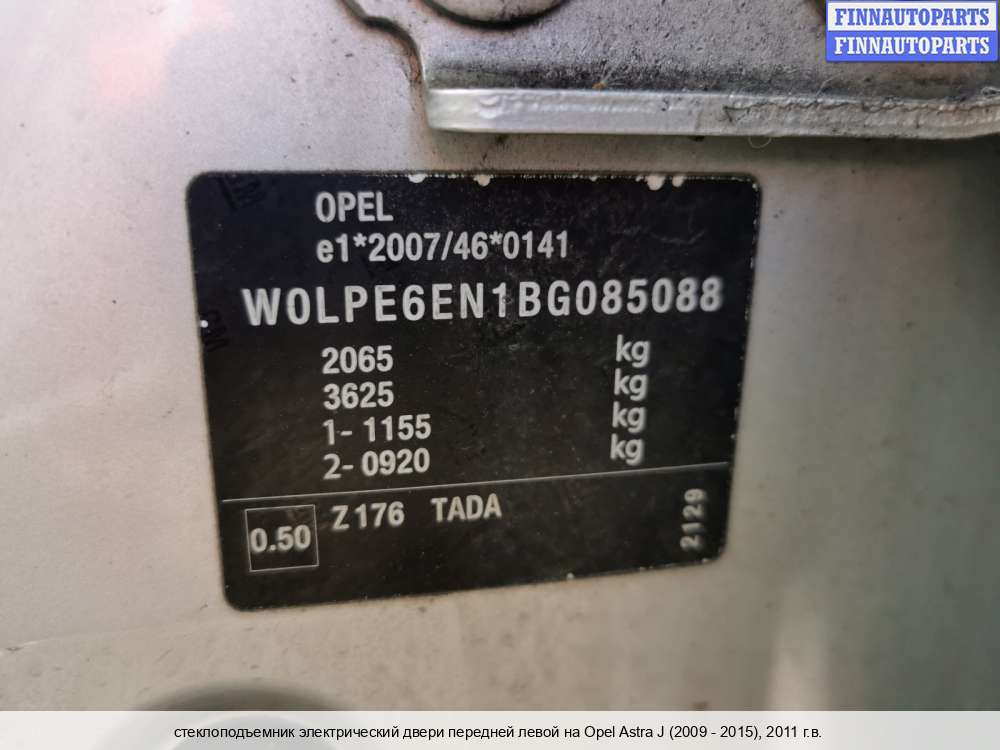 FINNAUTOPARTS
FINNAUTOPARTS
OPEL
e1*2007/46*0141
W0LPE6EN1BG085088
2065 kg
3625 kg
1- 1155 kg
2- 0920 kg
0.50 Z176 TADA 2129
стеклоподъемник электрический двери передней левой на Opel Astra J (2009 - 2015), 2011 г.в.